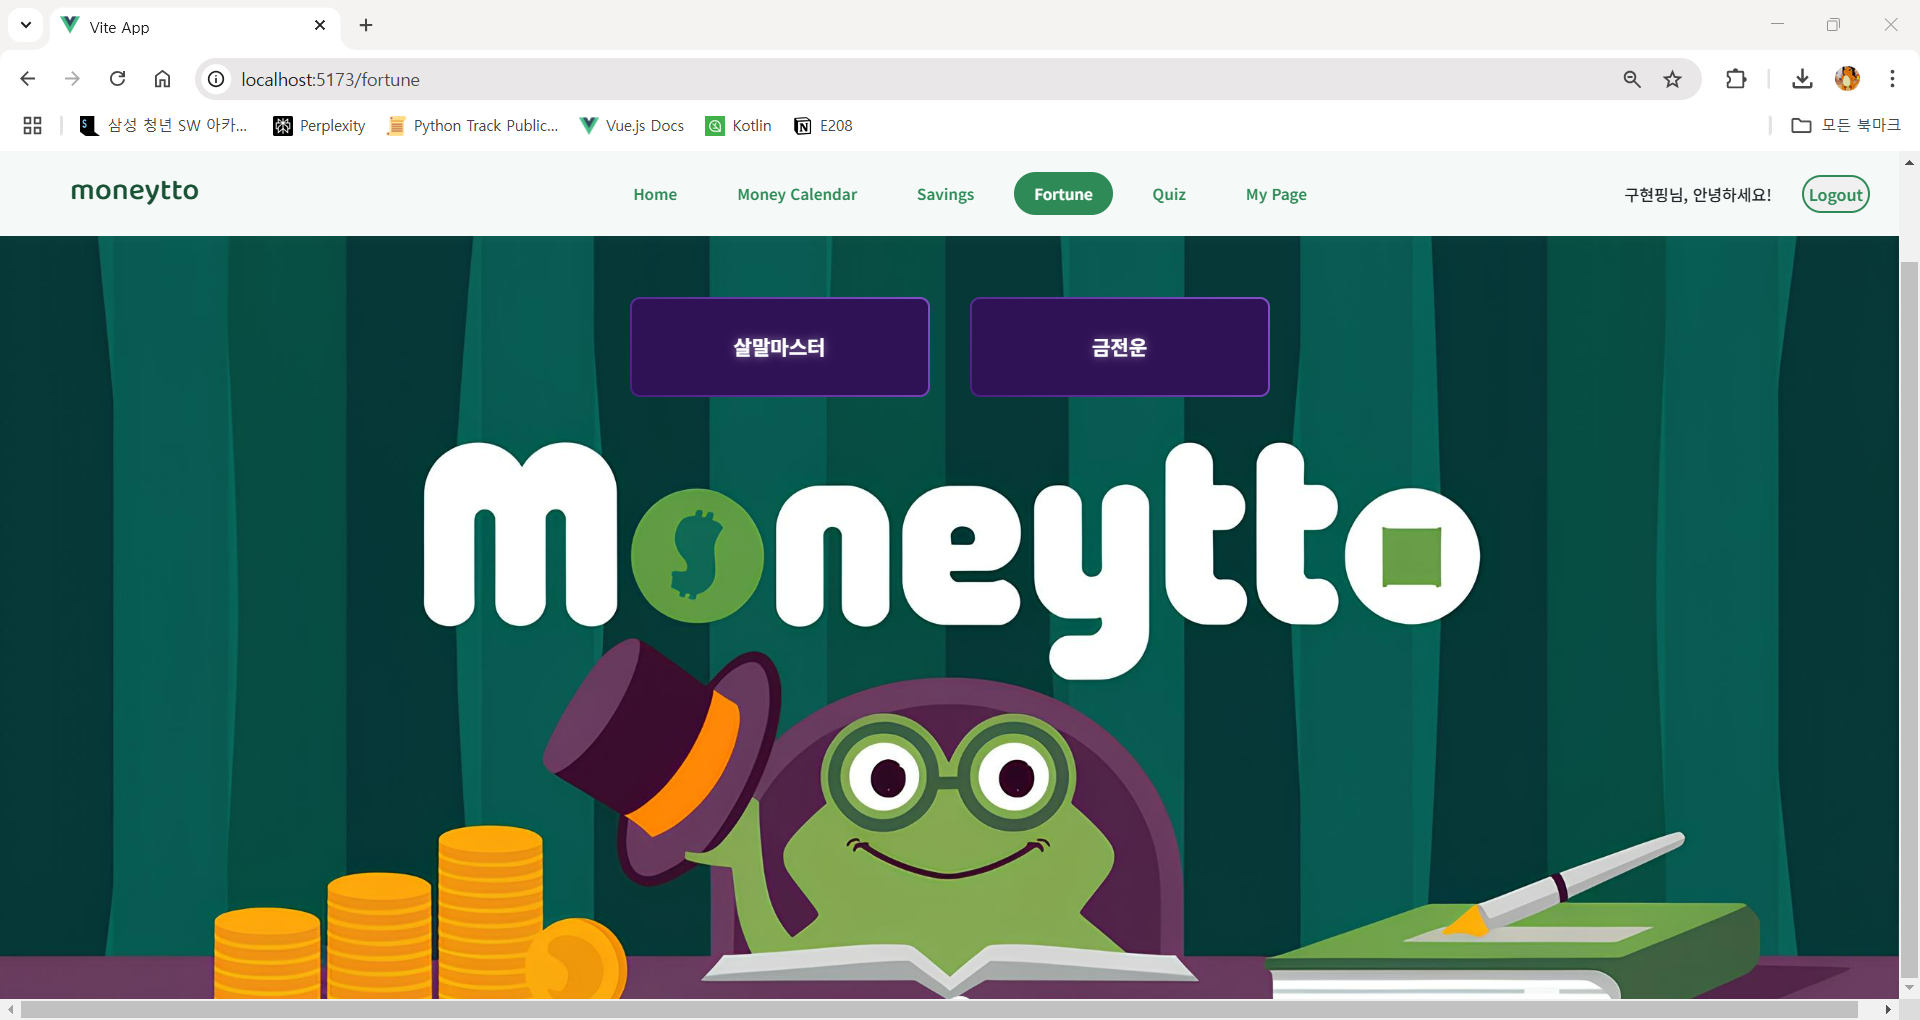 Vite App
localhost:5173/fortune
삼성 청년 SW 아카... Perplexity Python Track Public... Vue.js Docs Kotlin E208 모든 북마크
moneytto Home Money Calendar Savings Fortune Quiz My Page 구현핑님, 안녕하세요! Logout
살말마스터 금전운
Moneytto